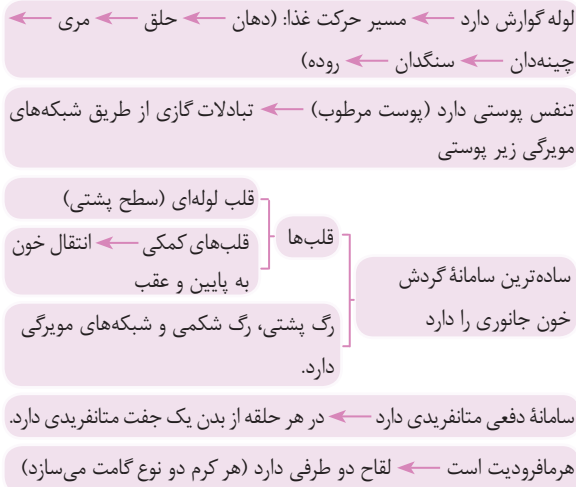 لوله گوارش دارد ← مسیر حرکت غذا: (دهان ← حلق ← مری ←
چینه‌دان ← سنگدان ← روده)
تنفس پوستی دارد (پوست مرطوب) ← تبادلات گازی از طریق شبکه‌های
مویرگی زیر پوستی
ساده‌ترین سامانهٔ گردش
خون جانوری را دارد
قلب‌ها
قلب لوله‌ای (سطح پشتی)
قلب‌های کمکی ← انتقال خون
به پایین و عقب
رگ پشتی، رگ شکمی و شبکه‌های مویرگی
دارد.
سامانهٔ دفعی متانفریدی دارد ← در هر حلقه از بدن یک جفت متانفریدی دارد.
هرمافرودیت است ← لقاح دو طرفی دارد (هر کرم دو نوع گامت می‌سازد)